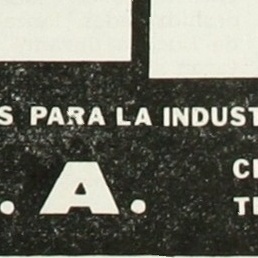 S PARA LA INDUST
. A.